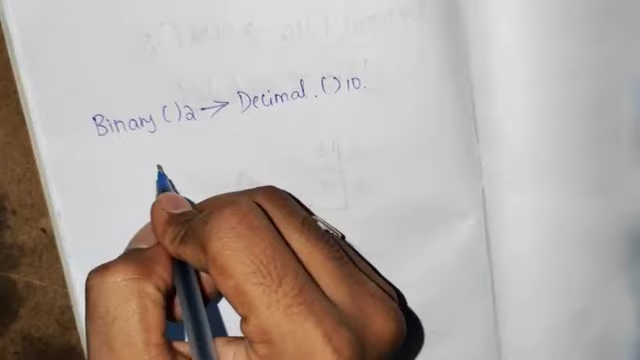 Binary ( )2 → Decimal. ( )10.